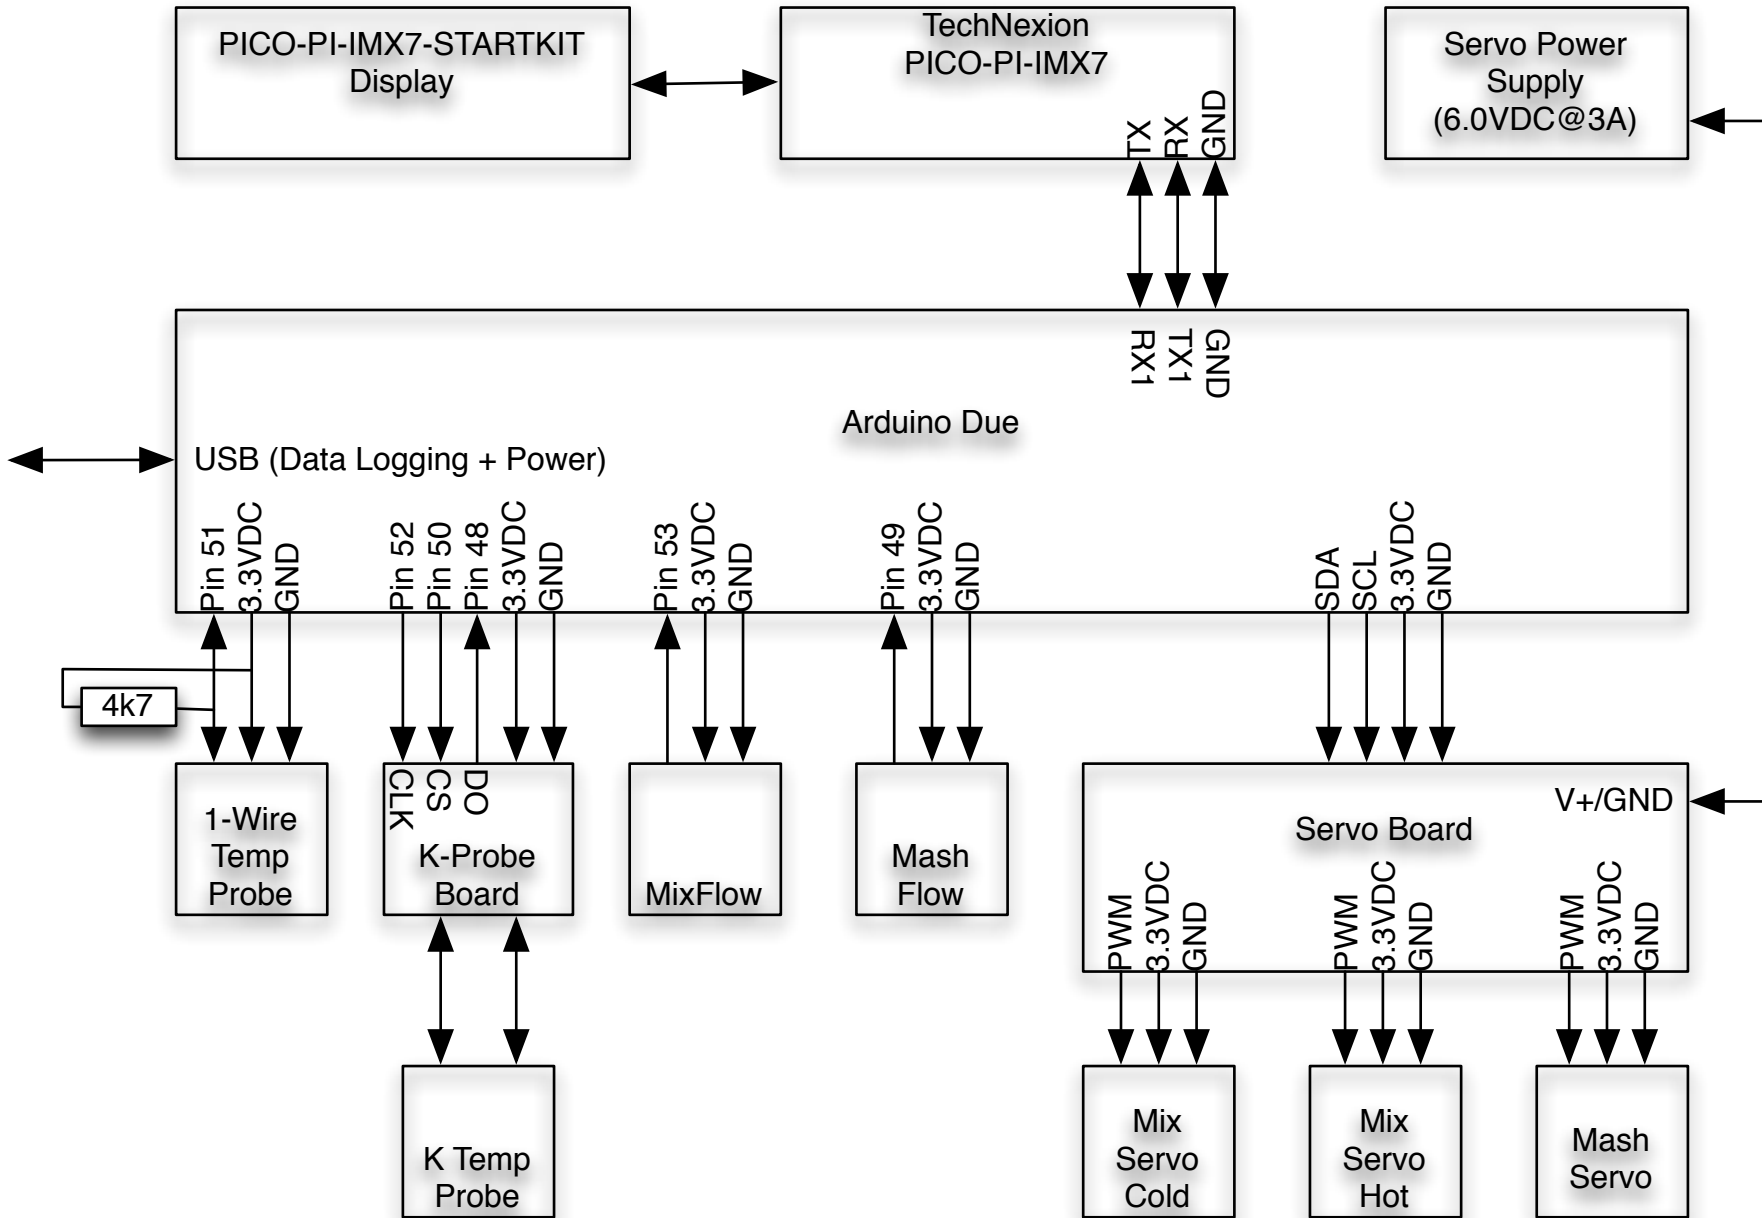 PICO-PI-IMX7-STARTKIT
Display
TechNexion
PICO-PI-IMX7
TX
RX
GND
Servo Power
Supply
(6.0VDC@3A)
RX1
TX1
GND
Arduino Due
USB (Data Logging + Power)
Pin 51
3.3VDC
GND
Pin 52
Pin 50
Pin 48
3.3VDC
GND
Pin 53
3.3VDC
GND
Pin 49
3.3VDC
GND
SDA
SCL
3.3VDC
GND
4k7
1-Wire
Temp
Probe
CLK
CS
DO
K-Probe
Board
MixFlow
Mash
Flow
V+/GND
Servo Board
PWM
3.3VDC
GND
PWM
3.3VDC
GND
PWM
3.3VDC
GND
K Temp
Probe
Mix
Servo
Cold
Mix
Servo
Hot
Mash
Servo